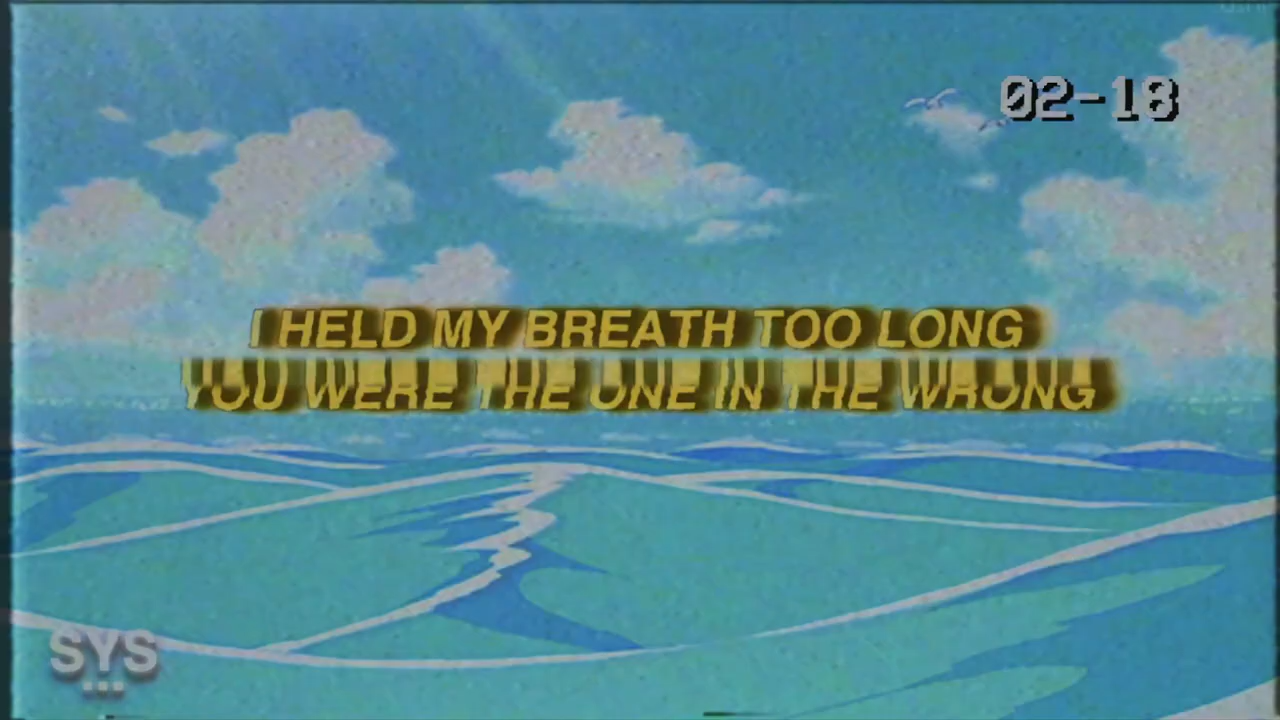 02-18
I HELD MY BREATH TOO LONG
YOU WERE THE ONE IN THE WRONG
SYS